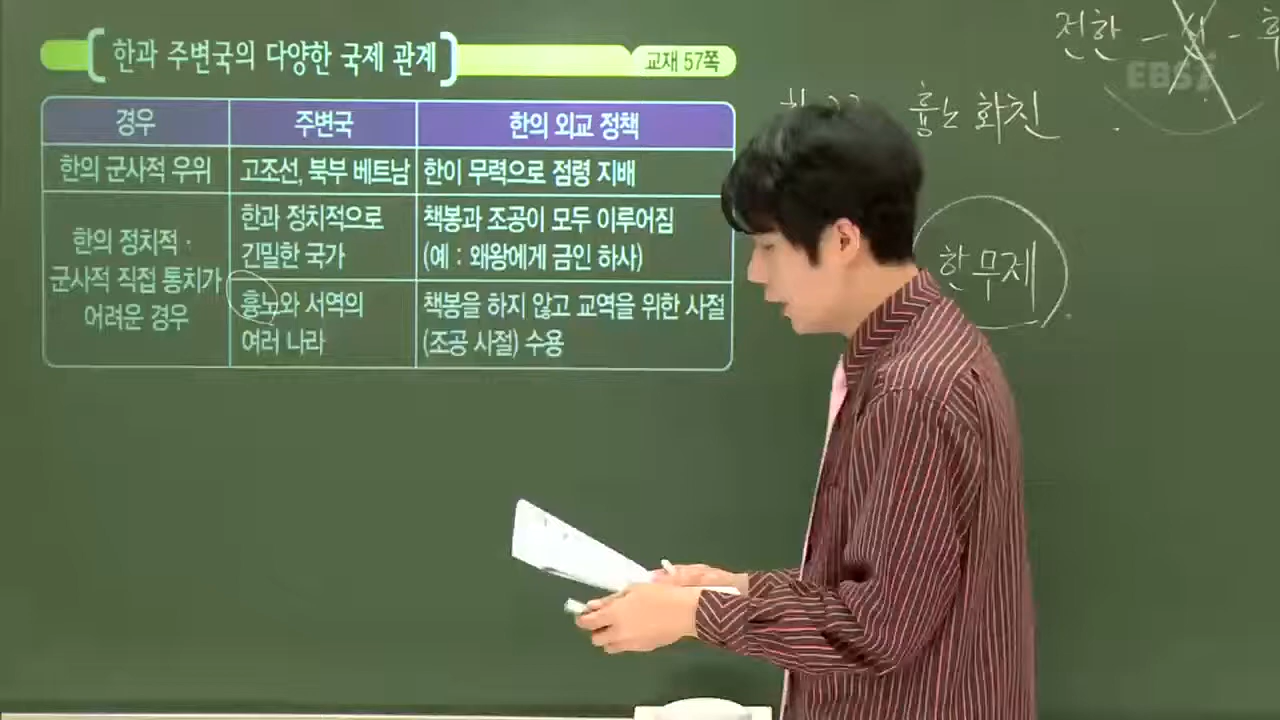 한과 주변국의 다양한 국제 관계
교재 57쪽
경우 주변국 한의 외교 정책
한의 군사적 우위 고조선, 북부 베트남 한이 무력으로 점령 지배
한의 정치적·
군사적 직접 통치가
어려운 경우
한과 정치적으로
긴밀한 국가
책봉과 조공이 모두 이루어짐
(예 : 왜왕에게 금인 하사)
흉노와 서역의
여러 나라
책봉을 하지 않고 교역을 위한 사절
(조공 사절) 수용
전한 - 신 - 후
EBSi
흉노 화친
한무제